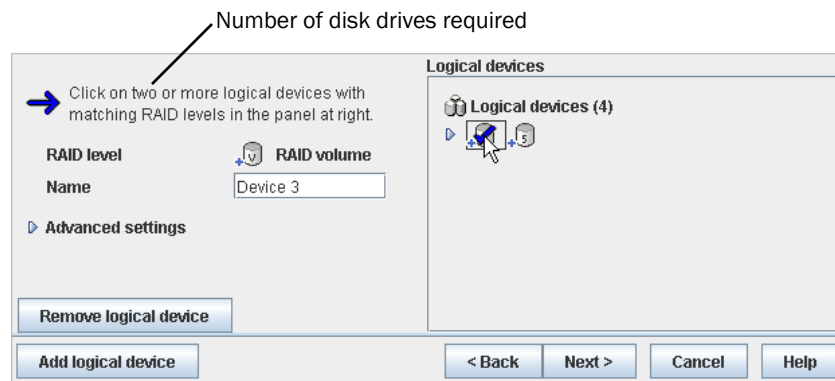 Number of disk drives required
Click on two or more logical devices with
matching RAID levels in the panel at right.
RAID level
V
RAID volume
Name
Device 3
Advanced settings
Remove logical device
Logical devices
Logical devices (4)
5
Add logical device
< Back
Next >
Cancel
Help